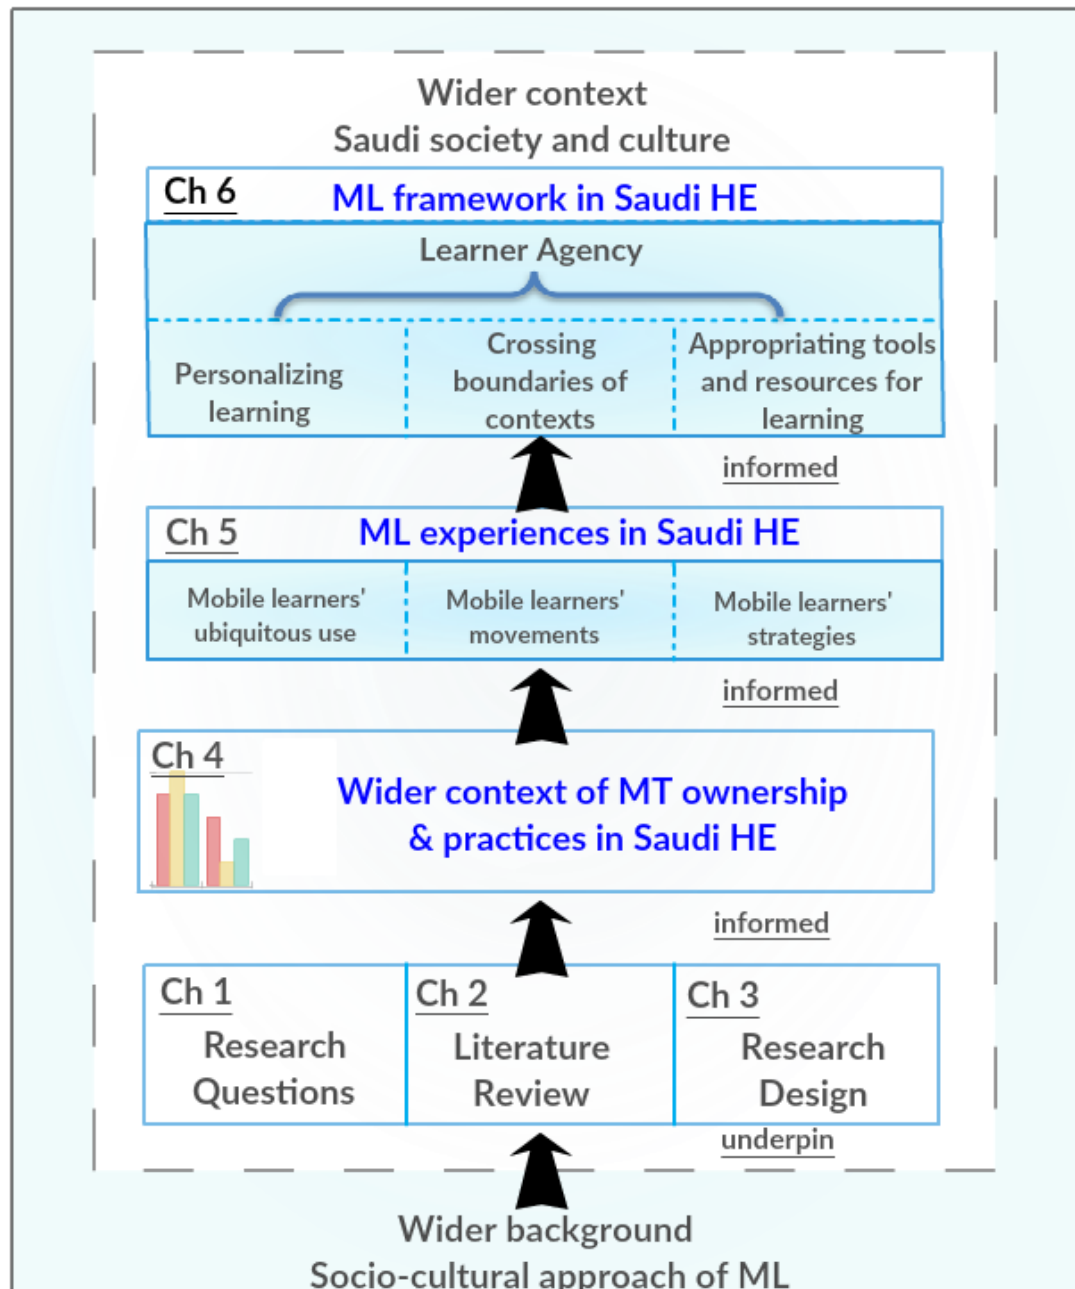 Wider context
Saudi society and culture
Ch 6
ML framework in Saudi HE
Learner Agency
Personalizing
learning
Crossing
boundaries of
contexts
Appropriating tools
and resources for
learning
informed
Ch 5
ML experiences in Saudi HE
Mobile learners'
ubiquitous use
Mobile learners'
movements
Mobile learners'
strategies
informed
Ch 4
Wider context of MT ownership
& practices in Saudi HE
informed
Ch 1
Research
Questions
Ch 2
Literature
Review
Ch 3
Research
Design
underpin
Wider background
Socio-cultural approach of ML